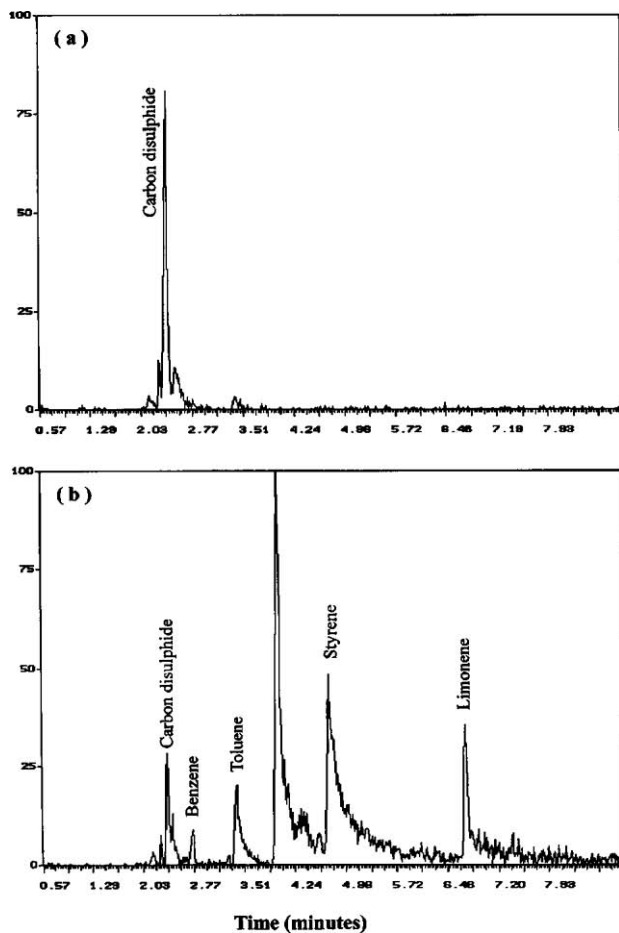 ( a )
100
75
50
25
0
Carbon disulphide
0.57 1.29 2.03 2.77 3.51 4.24 4.98 5.72 6.46 7.19 7.93
( b )
100
75
50
25
0
Carbon disulphide
Benzene
Toluene
Styrene
Limonene
0.57 1.29 2.03 2.77 3.51 4.24 4.98 5.72 6.46 7.20 7.93
Time (minutes)